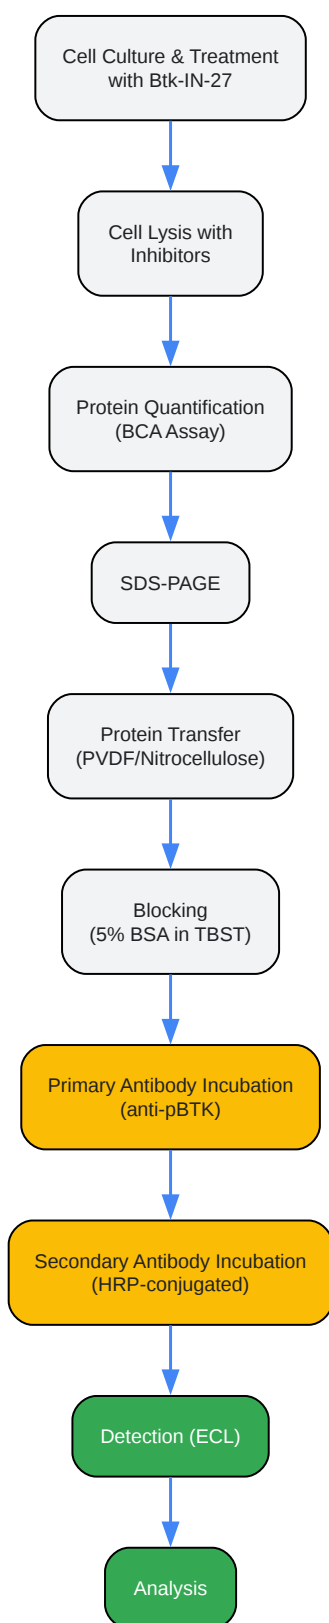 Cell Culture & Treatment
with Btk-IN-27
Cell Lysis with
Inhibitors
Protein Quantification
(BCA Assay)
SDS-PAGE
Protein Transfer
(PVDF/Nitrocellulose)
Blocking
(5% BSA in TBST)
Primary Antibody Incubation
(anti-pBTK)
Secondary Antibody Incubation
(HRP-conjugated)
Detection (ECL)
Analysis